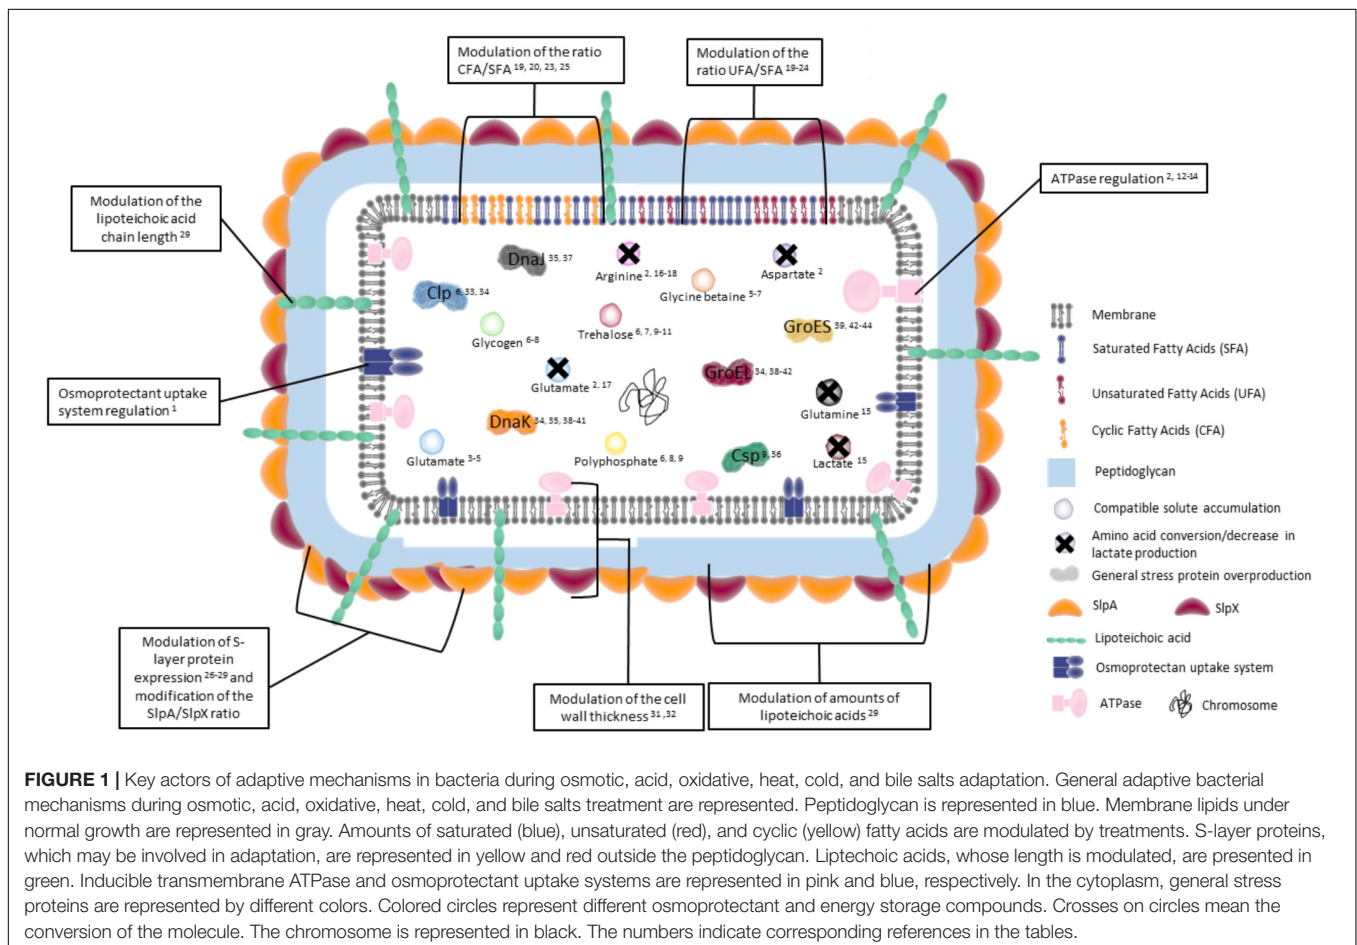 Modulation of the ratio
CFA/SFA 19, 20, 23, 25
Modulation of the
ratio UFA/SFA 19-24
ATPase regulation 2, 12-14
Modulation of the
lipoteichoic acid
chain length 29
Osmoprotectant uptake
system regulation 1
DnaJ 35, 37
Arginine 2, 16-18
Aspartate 2
Clp 6, 33, 34
Glycine betaine 5-7
Glycogen 6-8
Trehalose 6, 7, 9-11
GroES 39, 42-44
Glutamate 2, 17
GroEL 34, 38-42
Glutamine 15
DnaK 34, 35, 38-41
Glutamate 3-5
Polyphosphate 6, 8, 9
Csp 9, 36
Lactate 15
Modulation of S-
layer protein
expression 26-29 and
modification of the
SlpA/SlpX ratio
Modulation of the cell
wall thickness 31, 32
Modulation of amounts of
lipoteichoic acids 29
Membrane
Saturated Fatty Acids (SFA)
Unsaturated Fatty Acids (UFA)
Cyclic Fatty Acids (CFA)
Peptidoglycan
Compatible solute accumulation
Amino acid conversion/decrease in
lactate production
General stress protein overproduction
SlpA
SlpX
Lipoteichoic acid
Osmoprotectan uptake system
ATPase
Chromosome
FIGURE 1 | Key actors of adaptive mechanisms in bacteria during osmotic, acid, oxidative, heat, cold, and bile salts adaptation. General adaptive bacterial
mechanisms during osmotic, acid, oxidative, heat, cold, and bile salts treatment are represented. Peptidoglycan is represented in blue. Membrane lipids under
normal growth are represented in gray. Amounts of saturated (blue), unsaturated (red), and cyclic (yellow) fatty acids are modulated by treatments. S-layer proteins,
which may be involved in adaptation, are represented in yellow and red outside the peptidoglycan. Liptechoic acids, whose length is modulated, are presented in
green. Inducible transmembrane ATPase and osmoprotectant uptake systems are represented in pink and blue, respectively. In the cytoplasm, general stress
proteins are represented by different colors. Colored circles represent different osmoprotectant and energy storage compounds. Crosses on circles mean the
conversion of the molecule. The chromosome is represented in black. The numbers indicate corresponding references in the tables.